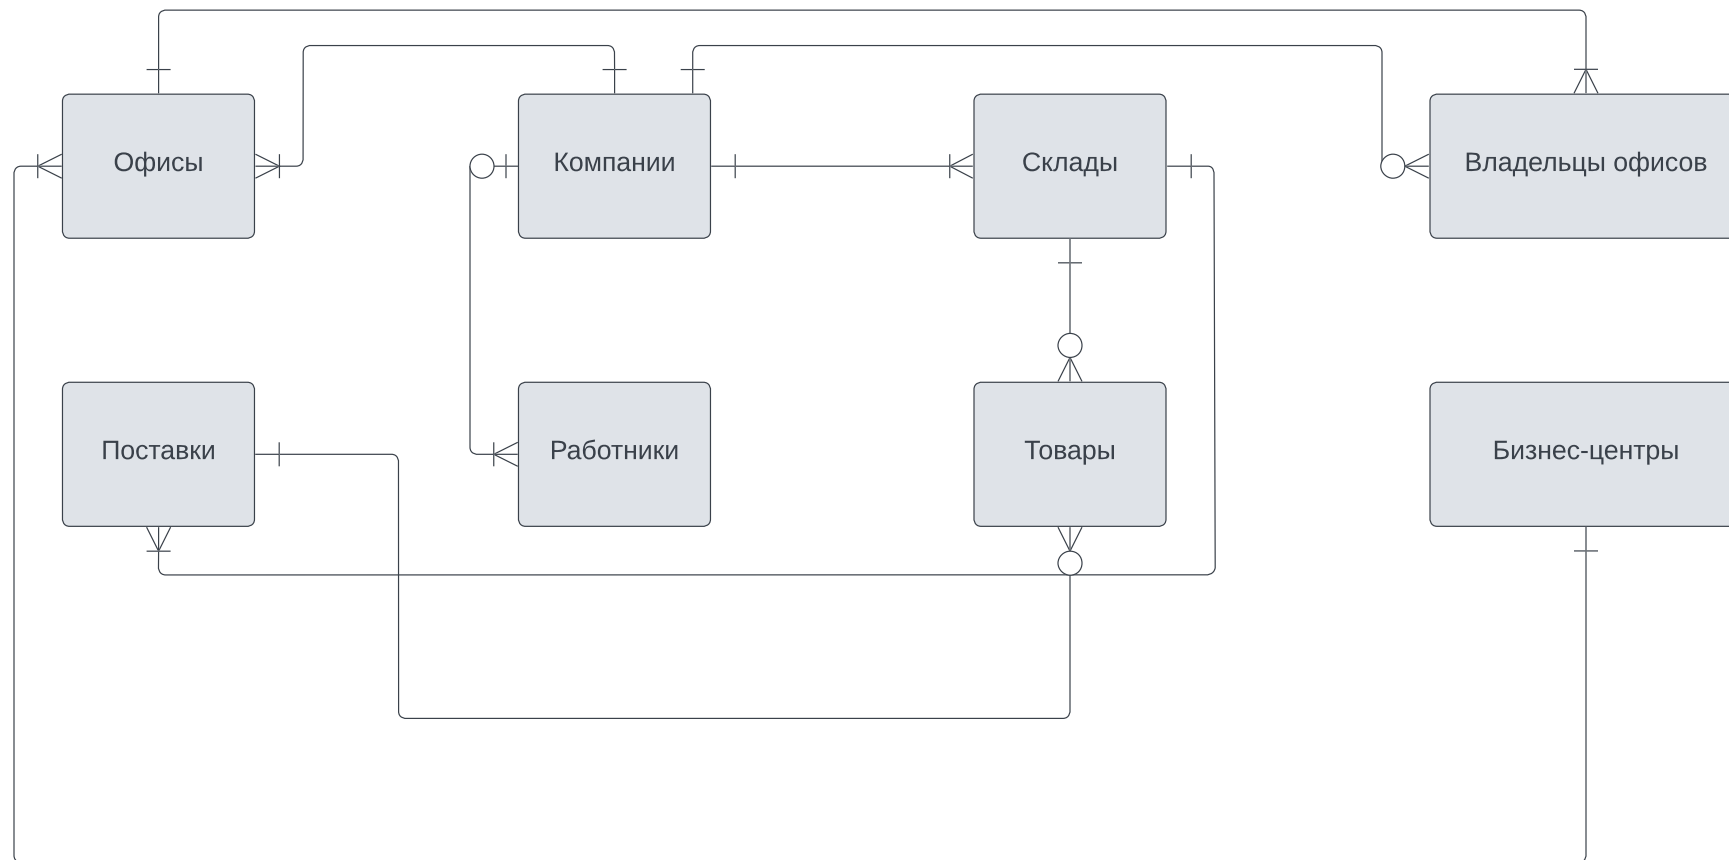 Офисы
Компании
Склады
Владельцы офисов
Поставки
Работники
Товары
Бизнес-центры